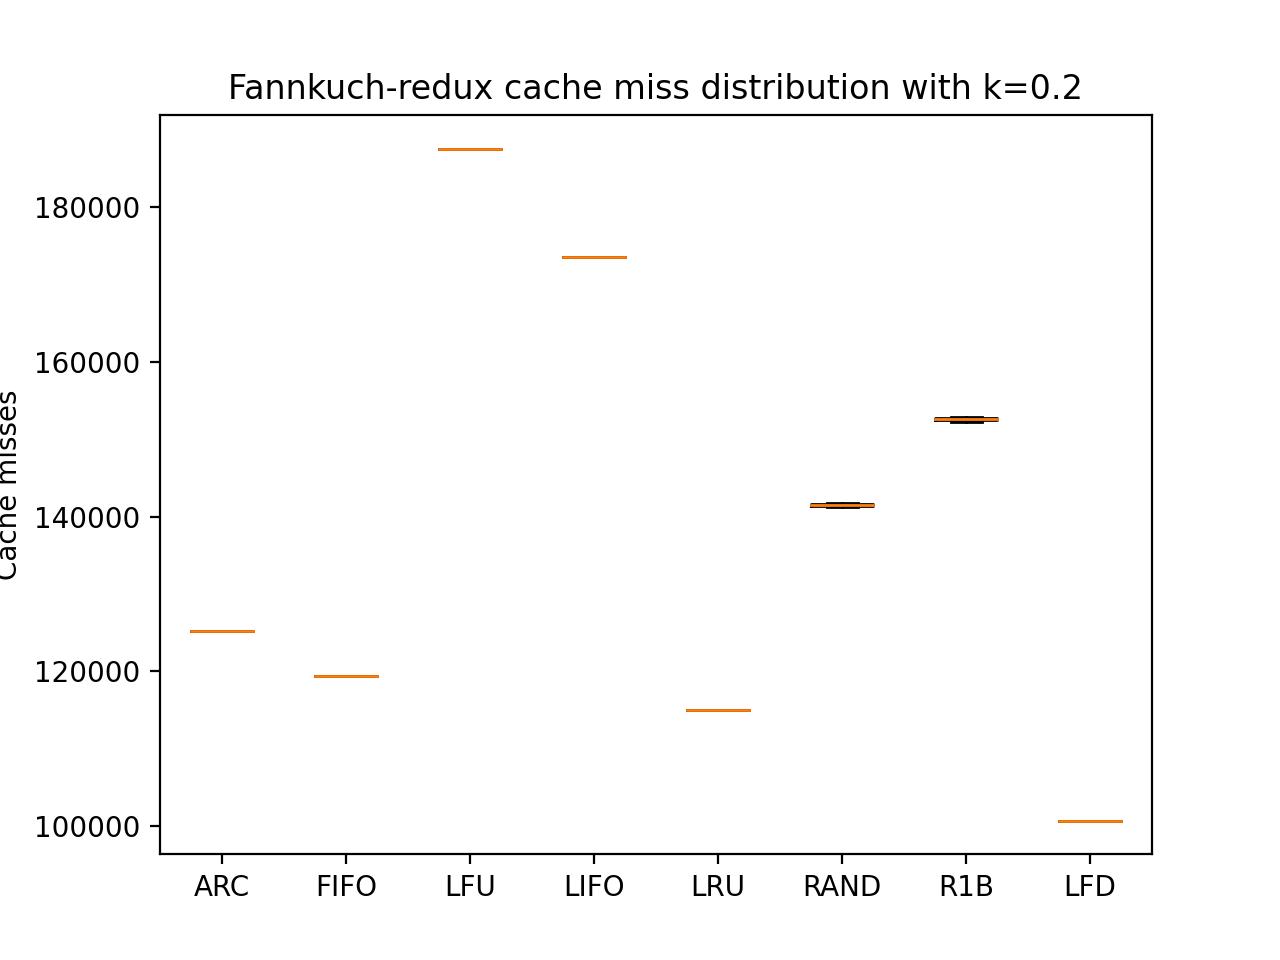 Fannkuch-redux cache miss distribution with k=0.2
180000
160000
140000
120000
100000
Cache misses
ARC FIFO LFU LIFO LRU RAND R1B LFD